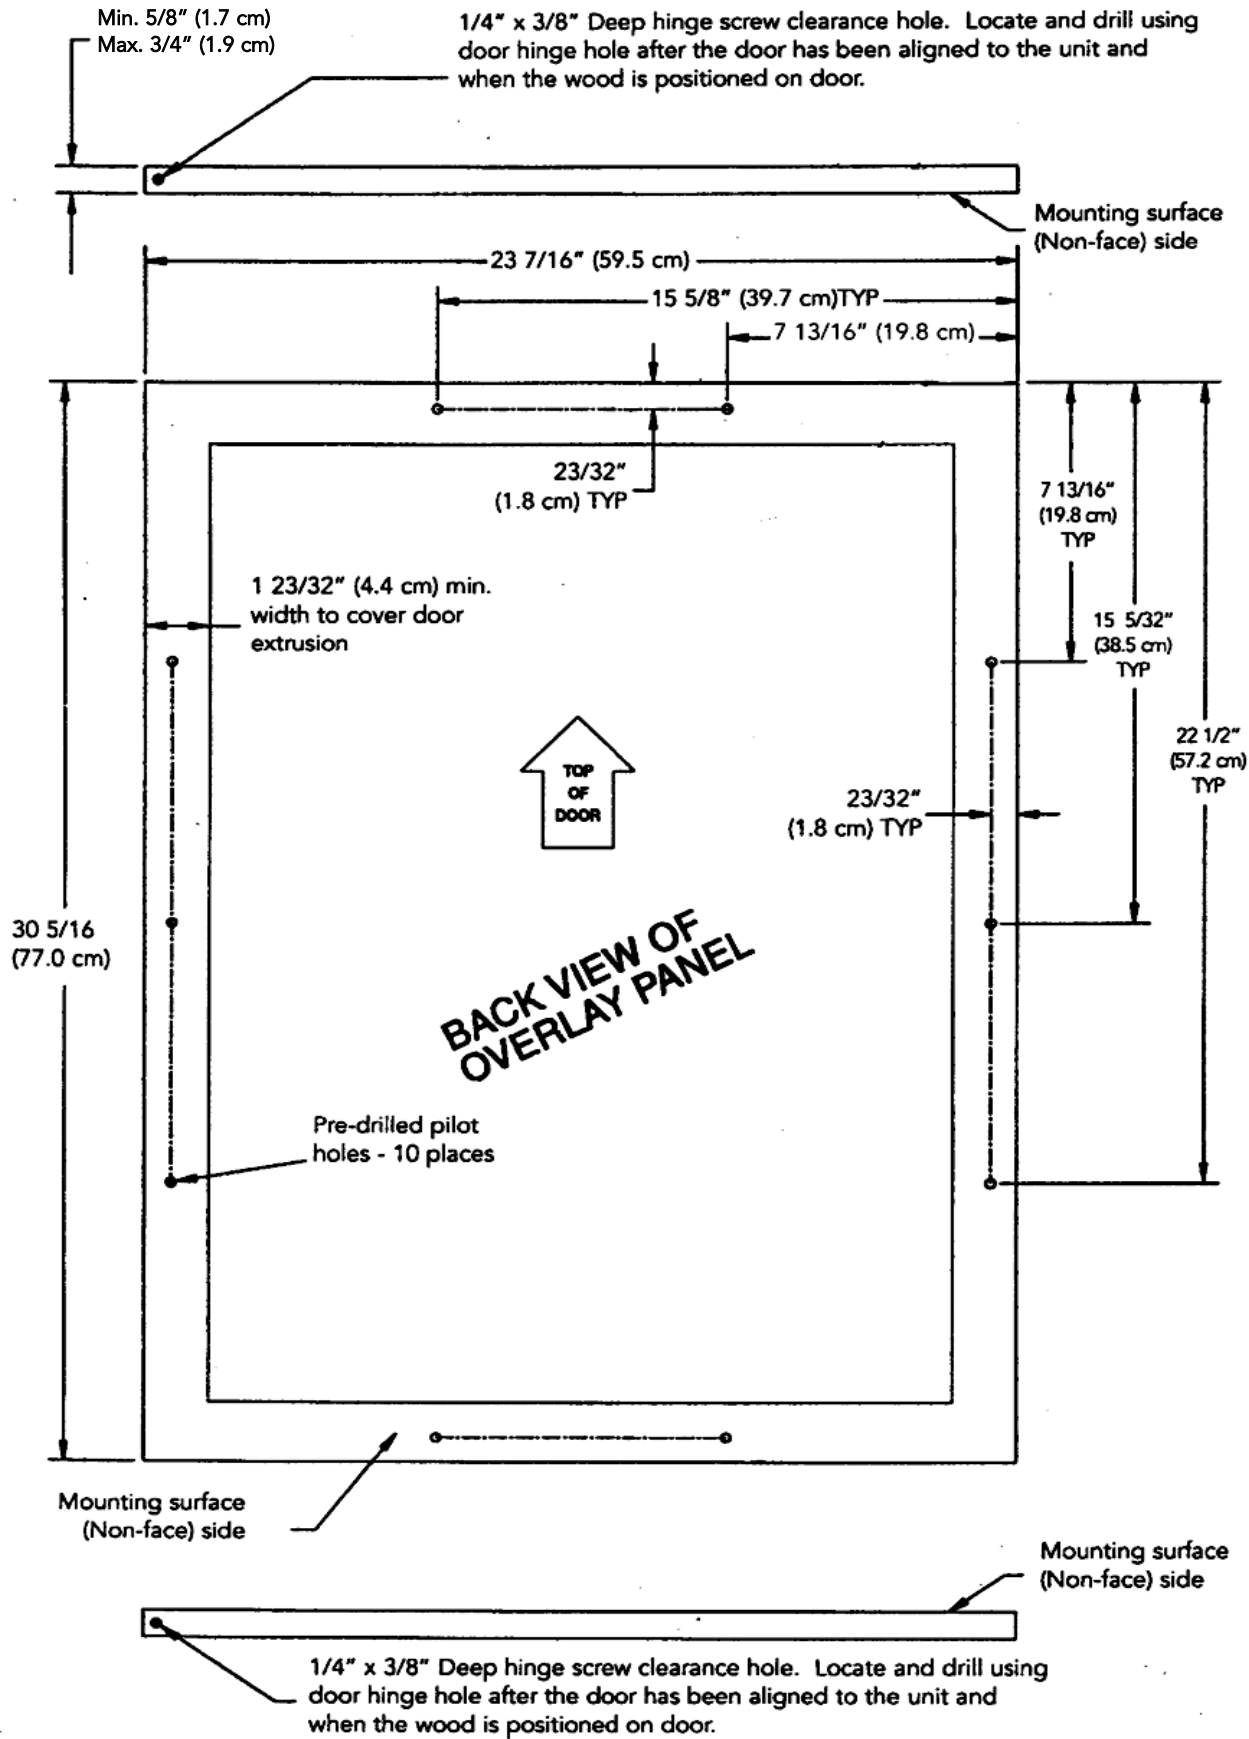 Min. 5/8" (1.7 cm)
Max. 3/4" (1.9 cm)
1/4" x 3/8" Deep hinge screw clearance hole. Locate and drill using
door hinge hole after the door has been aligned to the unit and
when the wood is positioned on door.
Mounting surface
(Non-face) side
23 7/16" (59.5 cm)
15 5/8" (39.7 cm)TYP
7 13/16" (19.8 cm)
23/32"
(1.8 cm) TYP
7 13/16"
(19.8 cm)
TYP
1 23/32" (4.4 cm) min.
width to cover door
extrusion
15 5/32"
(38.5 cm)
TYP
22 1/2"
(57.2 cm)
TYP
TOP
OF
DOOR
23/32"
(1.8 cm) TYP
30 5/16
(77.0 cm)
BACK VIEW OF
OVERLAY PANEL
Pre-drilled pilot
holes - 10 places
Mounting surface
(Non-face) side
Mounting surface
(Non-face) side
1/4" x 3/8" Deep hinge screw clearance hole. Locate and drill using
door hinge hole after the door has been aligned to the unit and
when the wood is positioned on door.